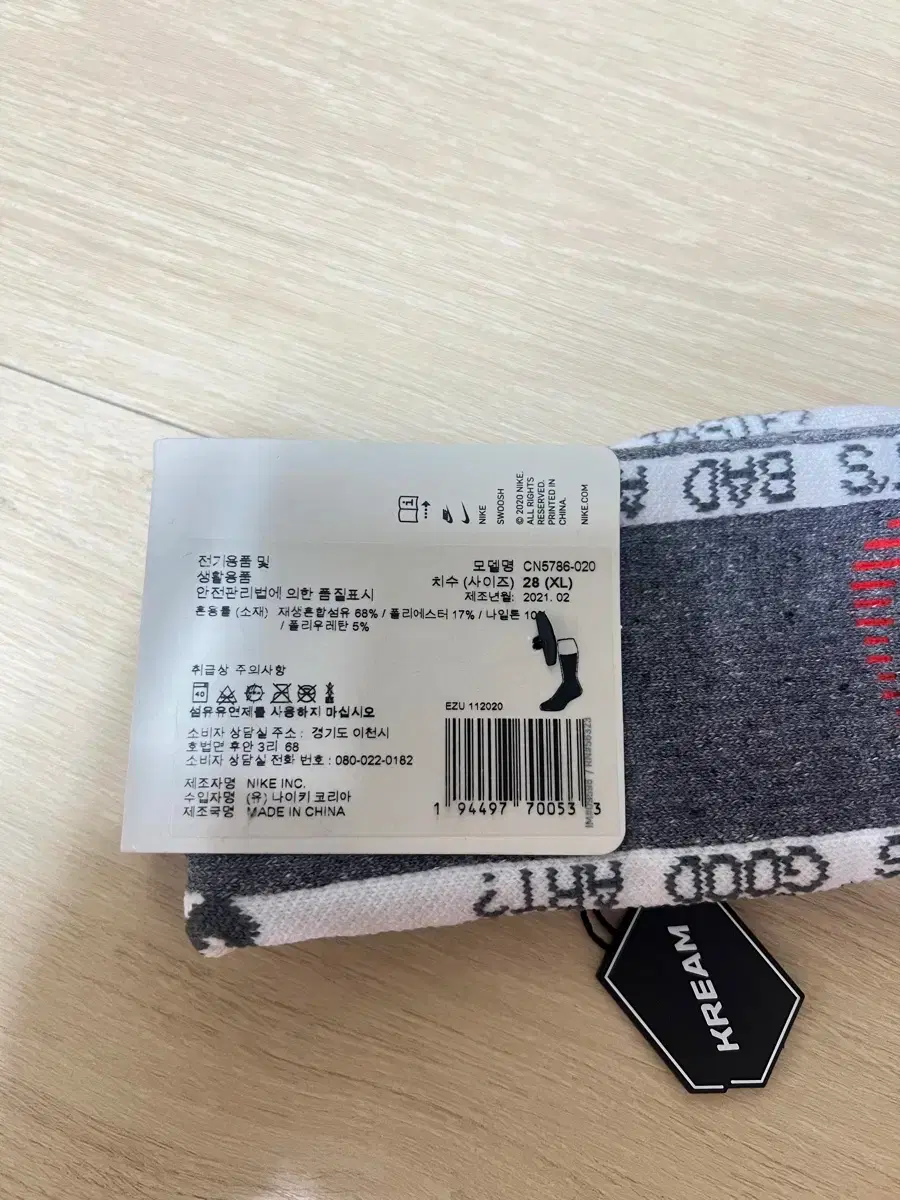 NIKE
SWOOSH
© 2020 NIKE.
ALL RIGHTS
RESERVED.
PRINTED IN
CHINA.
NIKE.COM
전기용품 및
생활용품
안전관리법에 의한 품질표시
모델명 CN5786-020
치수 (사이즈) 28 (XL)
제조년월: 2021. 02
혼용률 (소재) 재생혼합섬유 68% / 폴리에스터 17% / 나일론 10%
/ 폴리우레탄 5%
취급상 주의사항
40
섬유유연제를 사용하지 마십시오
소비자 상담실 주소 : 경기도 이천시
호법면 후안 3리 68
소비자 상담실 전화 번호 : 080-022-0182
제조자명 NIKE INC.
수입자명 (유) 나이키 코리아
제조국명 MADE IN CHINA
EZU 112020
1 94497 70053 3
BAD
GOOD
ART?
KREAM